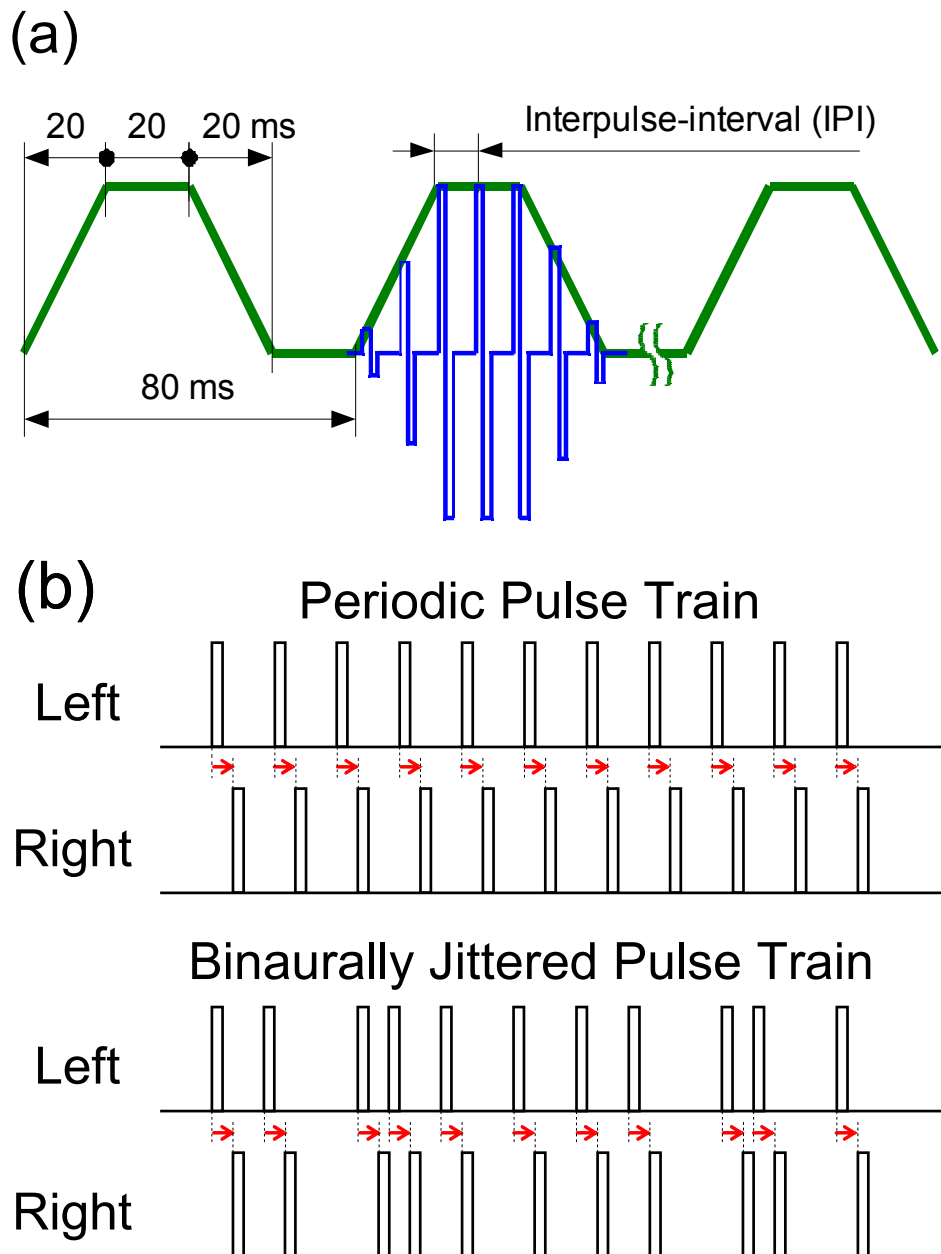 (a)
20 20 20 ms
Interpulse-interval (IPI)
80 ms
(b)
Periodic Pulse Train
Left
Right
Binaurally Jittered Pulse Train
Left
Right